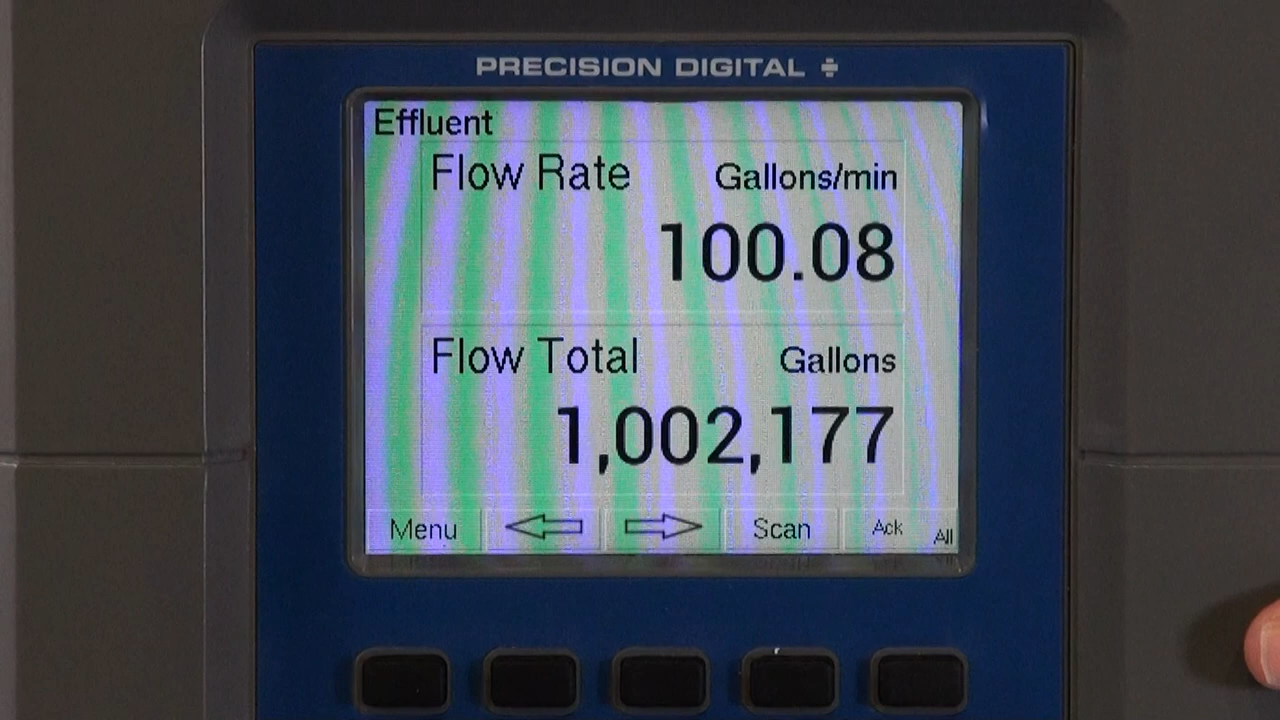 PRECISION DIGITAL
Effluent
Flow Rate Gallons/min
100.08
Flow Total Gallons
1,002,177
Menu Scan Ack All